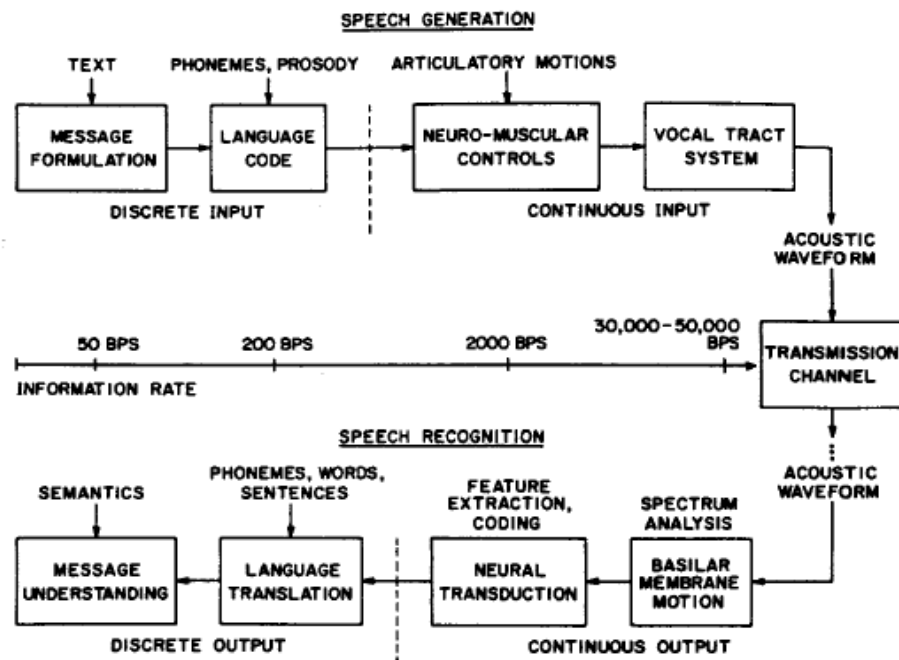 SPEECH GENERATION
TEXT
PHONEMES, PROSODY
ARTICULATORY MOTIONS
MESSAGE
FORMULATION
LANGUAGE
CODE
NEURO-MUSCULAR
CONTROLS
VOCAL TRACT
SYSTEM
DISCRETE INPUT
CONTINUOUS INPUT
ACOUSTIC
WAVEFORM
50 BPS
200 BPS
2000 BPS
30,000-50,000
BPS
INFORMATION RATE
TRANSMISSION
CHANNEL
SPEECH RECOGNITION
SEMANTICS
PHONEMES, WORDS,
SENTENCES
FEATURE
EXTRACTION,
CODING
SPECTRUM
ANALYSIS
ACOUSTIC
WAVEFORM
MESSAGE
UNDERSTANDING
LANGUAGE
TRANSLATION
NEURAL
TRANSDUCTION
BASILAR
MEMBRANE
MOTION
DISCRETE OUTPUT
CONTINUOUS OUTPUT